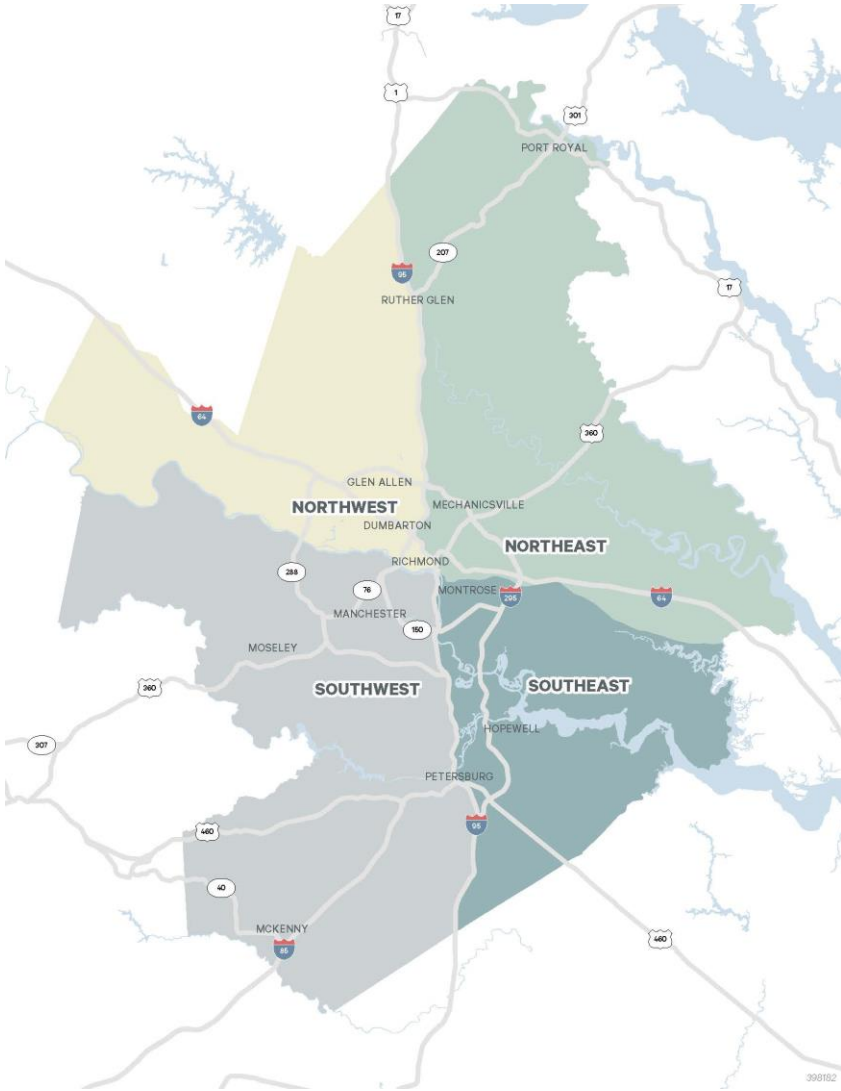 17
1
301
PORT ROYAL
207
95
17
RUTHER GLEN
64
360
GLEN ALLEN
NORTHWEST
MECHANICSVILLE
DUMBARTON
NORTHEAST
RICHMOND
288
76
MONTROSE
295
64
MANCHESTER
150
MOSELEY
360
SOUTHWEST
SOUTHEAST
307
HOPEWELL
PETERSBURG
95
460
40
MCKENNY
85
460
398182